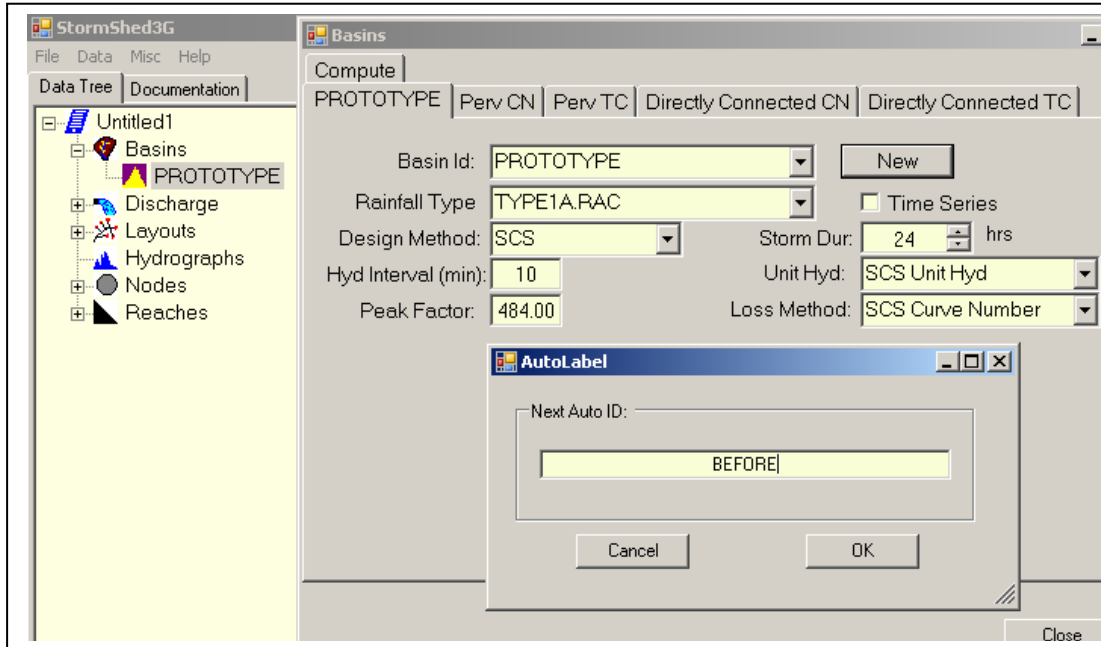 StormShed3G
File Data Misc Help
Data Tree Documentation
Untitled1
Basins
PROTOTYPE
Discharge
Layouts
Hydrographs
Nodes
Reaches
Basins
Compute
PROTOTYPE Perv CN Perv TC Directly Connected CN Directly Connected TC
Basin Id: PROTOTYPE New
Rainfall Type TYPE1A.RAC Time Series
Design Method: SCS Storm Dur: 24 hrs
Hyd Interval (min): 10 Unit Hyd: SCS Unit Hyd
Peak Factor: 484.00 Loss Method: SCS Curve Number
AutoLabel
Next Auto ID:
BEFORE
Cancel OK
Close